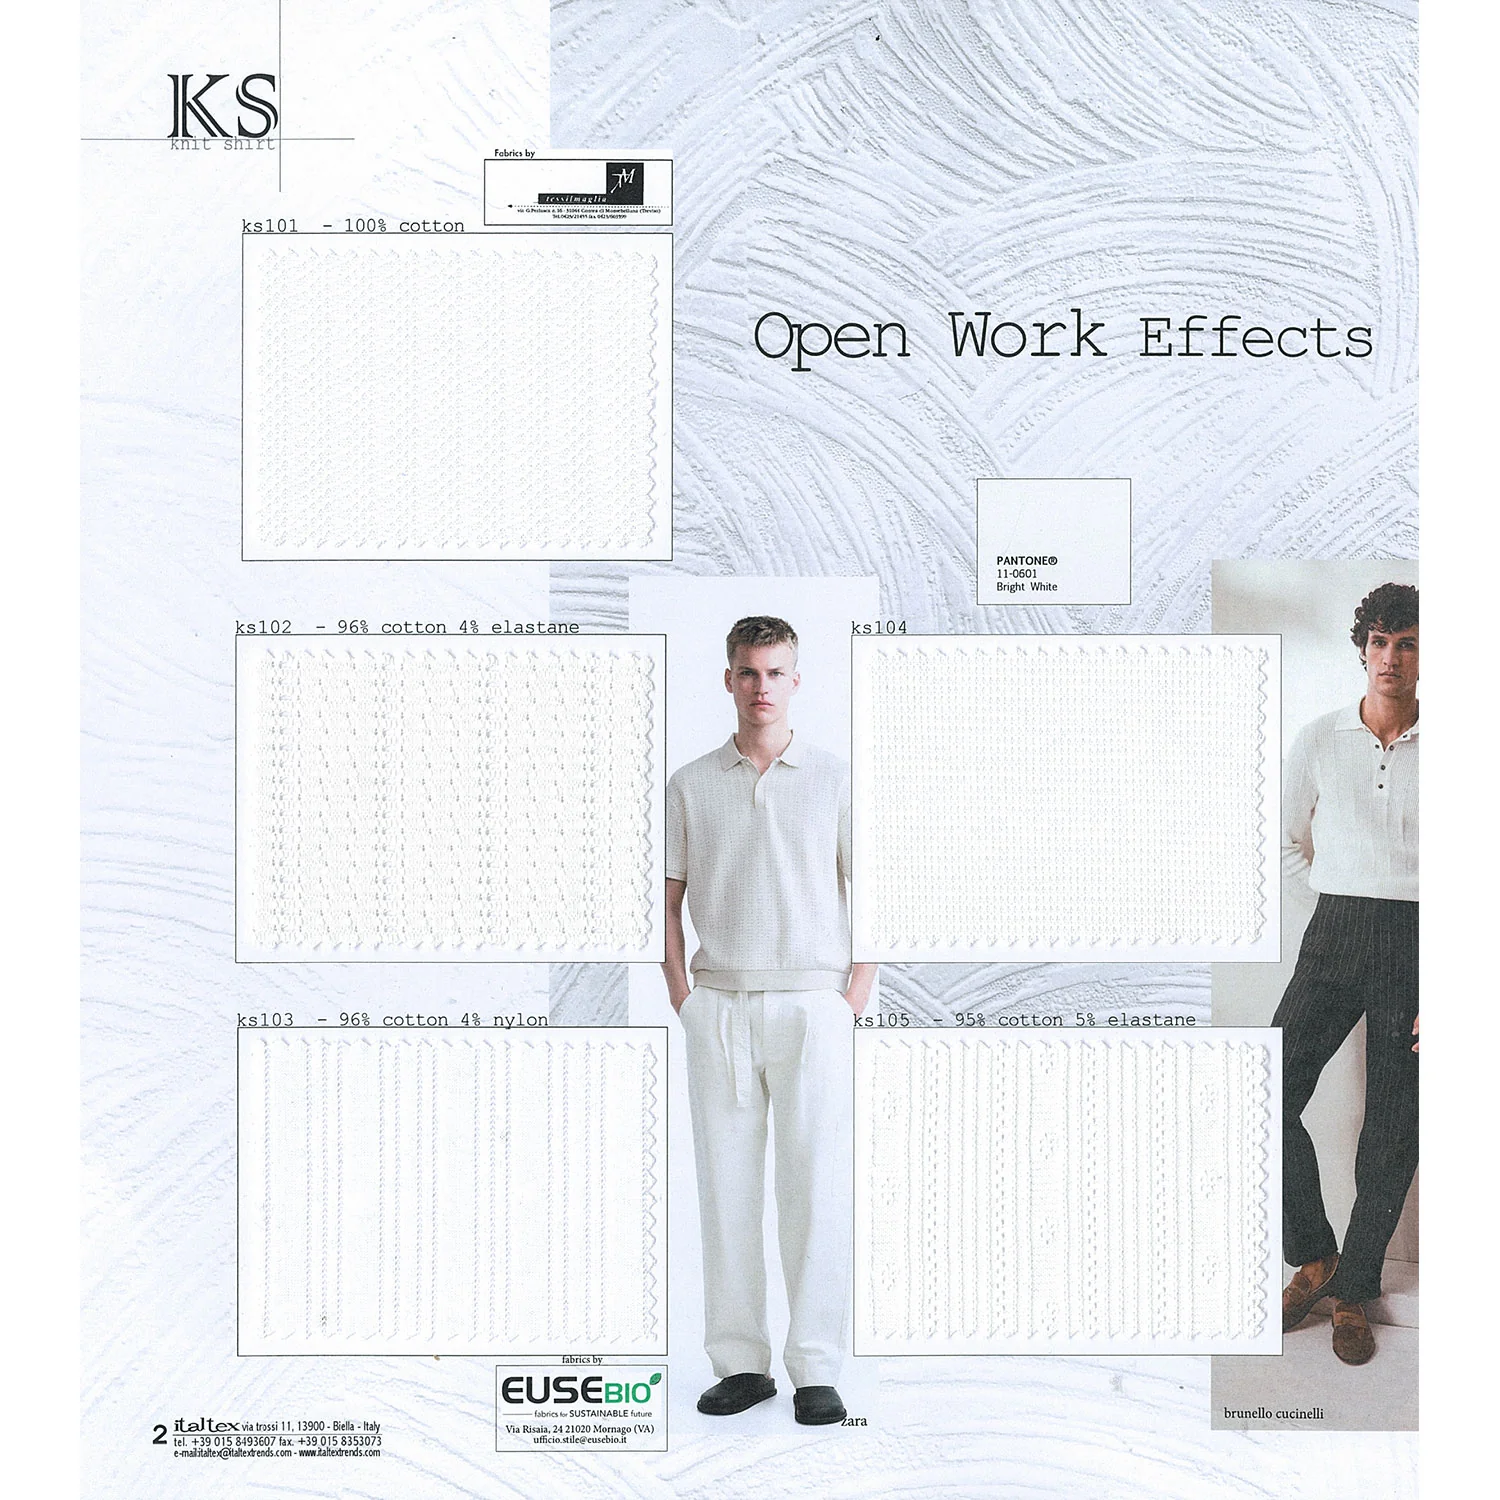 KS
knit shirt
Fabrics by
TM
tessilmaglia
ks101 - 100% cotton
Open Work Effects
PANTONE®
11-0601
Bright White
ks102 - 96% cotton 4% elastane
ks104
ks103 - 96% cotton 4% nylon
ks105 - 95% cotton 5% elastane
fabrics by
EUSEBIO
fabrics for SUSTAINABLE future
Via Risaia, 24 21020 Mornago (VA)
ufficio.stile@eusebio.it
zara
brunello cucinelli
2 italtex via trossi 11, 13900 - Biella - Italy
tel. +39 015 8493607 fax. +39 015 8353073
e-mail:italtex@italtextrends.com - www.italtextrends.com